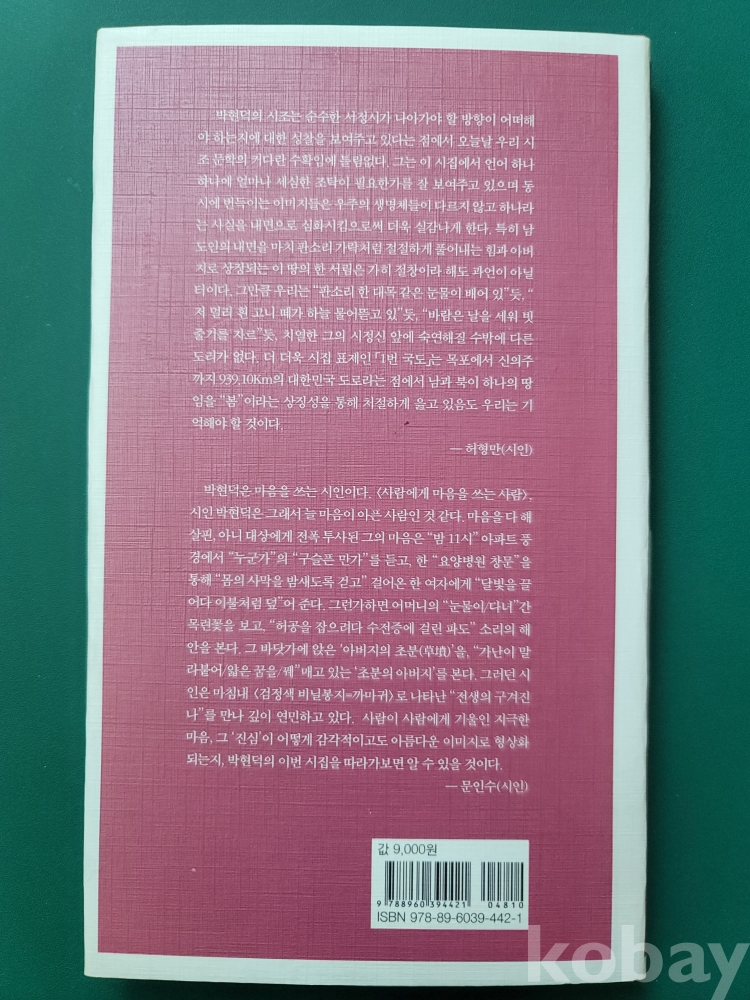 박현덕의 시조는 순수한 서정시가 나아가야 할 방향이 어떠해
야 하는지에 대한 성찰을 보여주고 있다는 점에서 오늘날 우리 시
조 문학의 커다란 수확임에 틀림없다. 그는 이 시집에서 언어 하나
하나에 얼마나 세심한 조탁이 필요한가를 잘 보여주고 있으며 동
시에 번득이는 이미지들은 우주의 생명체들이 다르지 않고 하나라
는 사실을 내면으로 심화시킴으로써 더욱 실감나게 한다. 특히 남
도인의 내면을 마치 판소리 가락처럼 절절하게 풀어내는 힘과 아버
지로 상징되는 이 땅의 한 서림은 가히 절창이라 해도 과언이 아닐
터이다. 그만큼 우리는 “판소리 한 대목 같은 눈물이 배어 있”듯, “
저 멀리 흰 고니 떼가 하늘 물어뜯고 있”듯, “바람은 날을 세워 빗
줄기를 자르”듯, 치열한 그의 시정신 앞에 숙연해질 수밖에 다른
도리가 없다. 더 더욱 시집 표제인 「1번 국도」는 목포에서 신의주
까지 939.10Km의 대한민국 도로라는 점에서 남과 북이 하나의 땅
임을 “봄”이라는 상징성을 통해 처절하게 읊고 있음도 우리는 기
억해야 할 것이다.
― 허형만(시인)
박현덕은 마음을 쓰는 시인이다. 〈사람에게 마음을 쓰는 사람〉,
시인 박현덕은 그래서 늘 마음이 아픈 사람인 것 같다. 마음을 다 해
살핀, 아니 대상에게 전폭 투사된 그의 마음은 “밤 11시” 아파트 풍
경에서 “누군가”의 “구슬픈 만가”를 듣고, 한 “요양병원 창문”을
통해 “몸의 사막을 밤새도록 걷고” 걸어온 한 여자에게 “달빛을 끌
어다 이불처럼 덮”어 준다. 그런가하면 어머니의 “눈물이/다녀”간
목련꽃을 보고, “허공을 잡으려다 수전증에 걸린 파도” 소리의 해
안을 본다. 그 바닷가에 앉은 ‘아버지의 초분(草墳)’을, “가난이 말
라붙어/얇은 꿈을/꿰”매고 있는 ‘초분의 아버지’를 본다. 그러던 시
인은 마침내 〈검정색 비닐봉지=까마귀〉로 나타난 “전생의 구겨진
나”를 만나 깊이 연민하고 있다. 사람이 사람에게 기울인 지극한
마음, 그 ‘진심’이 어떻게 감각적이고도 아름다운 이미지로 형상화
되는지, 박현덕의 이번 시집을 따라가보면 알 수 있을 것이다.
― 문인수(시인)
값 9,000원
9 788960 394421 04810
ISBN 978-89-6039-442-1
kobay